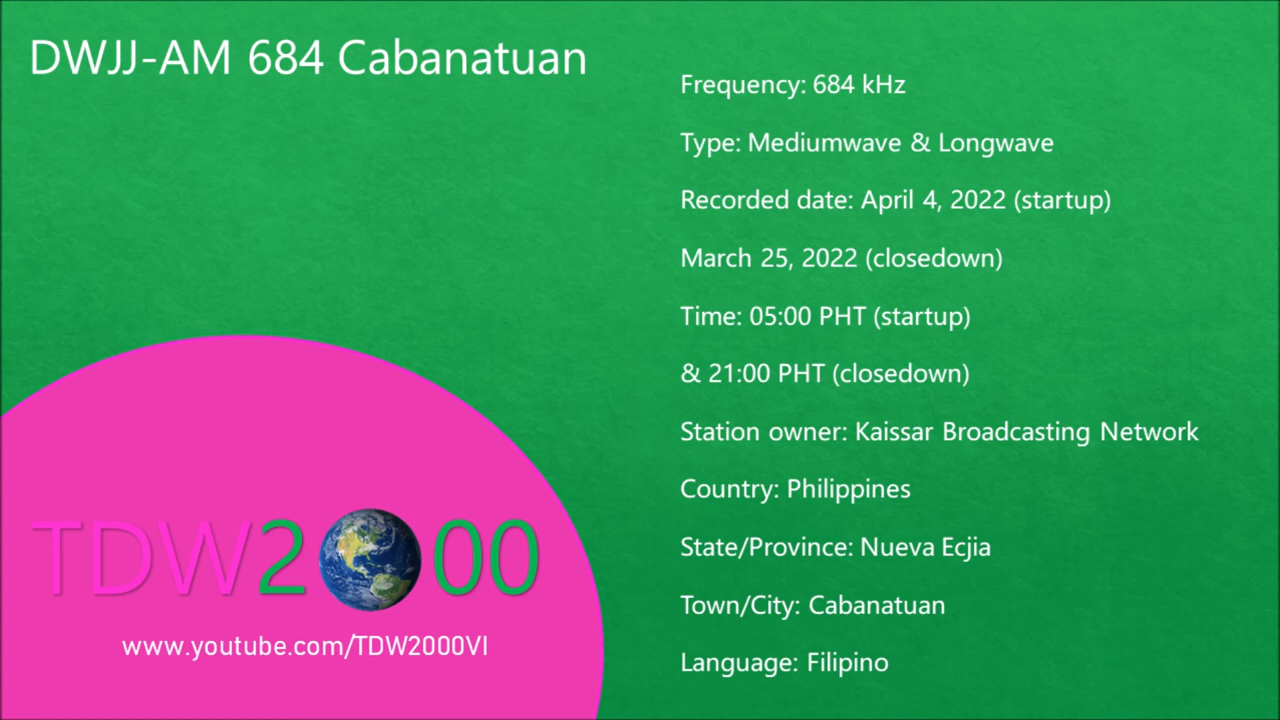 DWJJ-AM 684 Cabanatuan
Frequency: 684 kHz
Type: Mediumwave & Longwave
Recorded date: April 4, 2022 (startup)
March 25, 2022 (closedown)
Time: 05:00 PHT (startup)
& 21:00 PHT (closedown)
Station owner: Kaissar Broadcasting Network
Country: Philippines
State/Province: Nueva Ecjia
Town/City: Cabanatuan
Language: Filipino
TDW2000
www.youtube.com/TDW2000VI